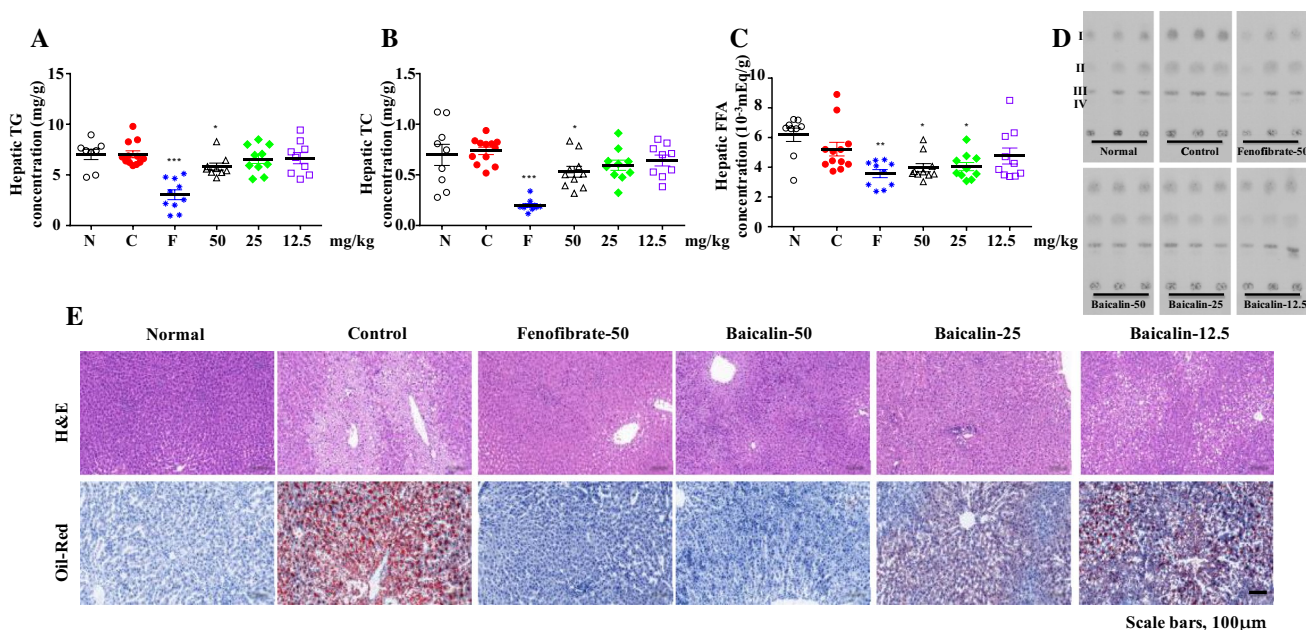 A
Hepatic TG
concentration (mg/g)
15
10
5
0
***
*
N C F 50 25 12.5 mg/kg
B
Hepatic TC
concentration (mg/g)
1.5
1.0
0.5
0.0
***
*
N C F 50 25 12.5 mg/kg
C
Hepatic FFA
concentration (10⁻³mEq/g)
10
8
6
4
2
0
**
*
*
N C F 50 25 12.5 mg/kg
D
I
II
III
IV
Normal Control Fenofibrate-50
Baicalin-50 Baicalin-25 Baicalin-12.5
E
Normal Control Fenofibrate-50 Baicalin-50 Baicalin-25 Baicalin-12.5
H&E
Oil-Red
Scale bars, 100μm